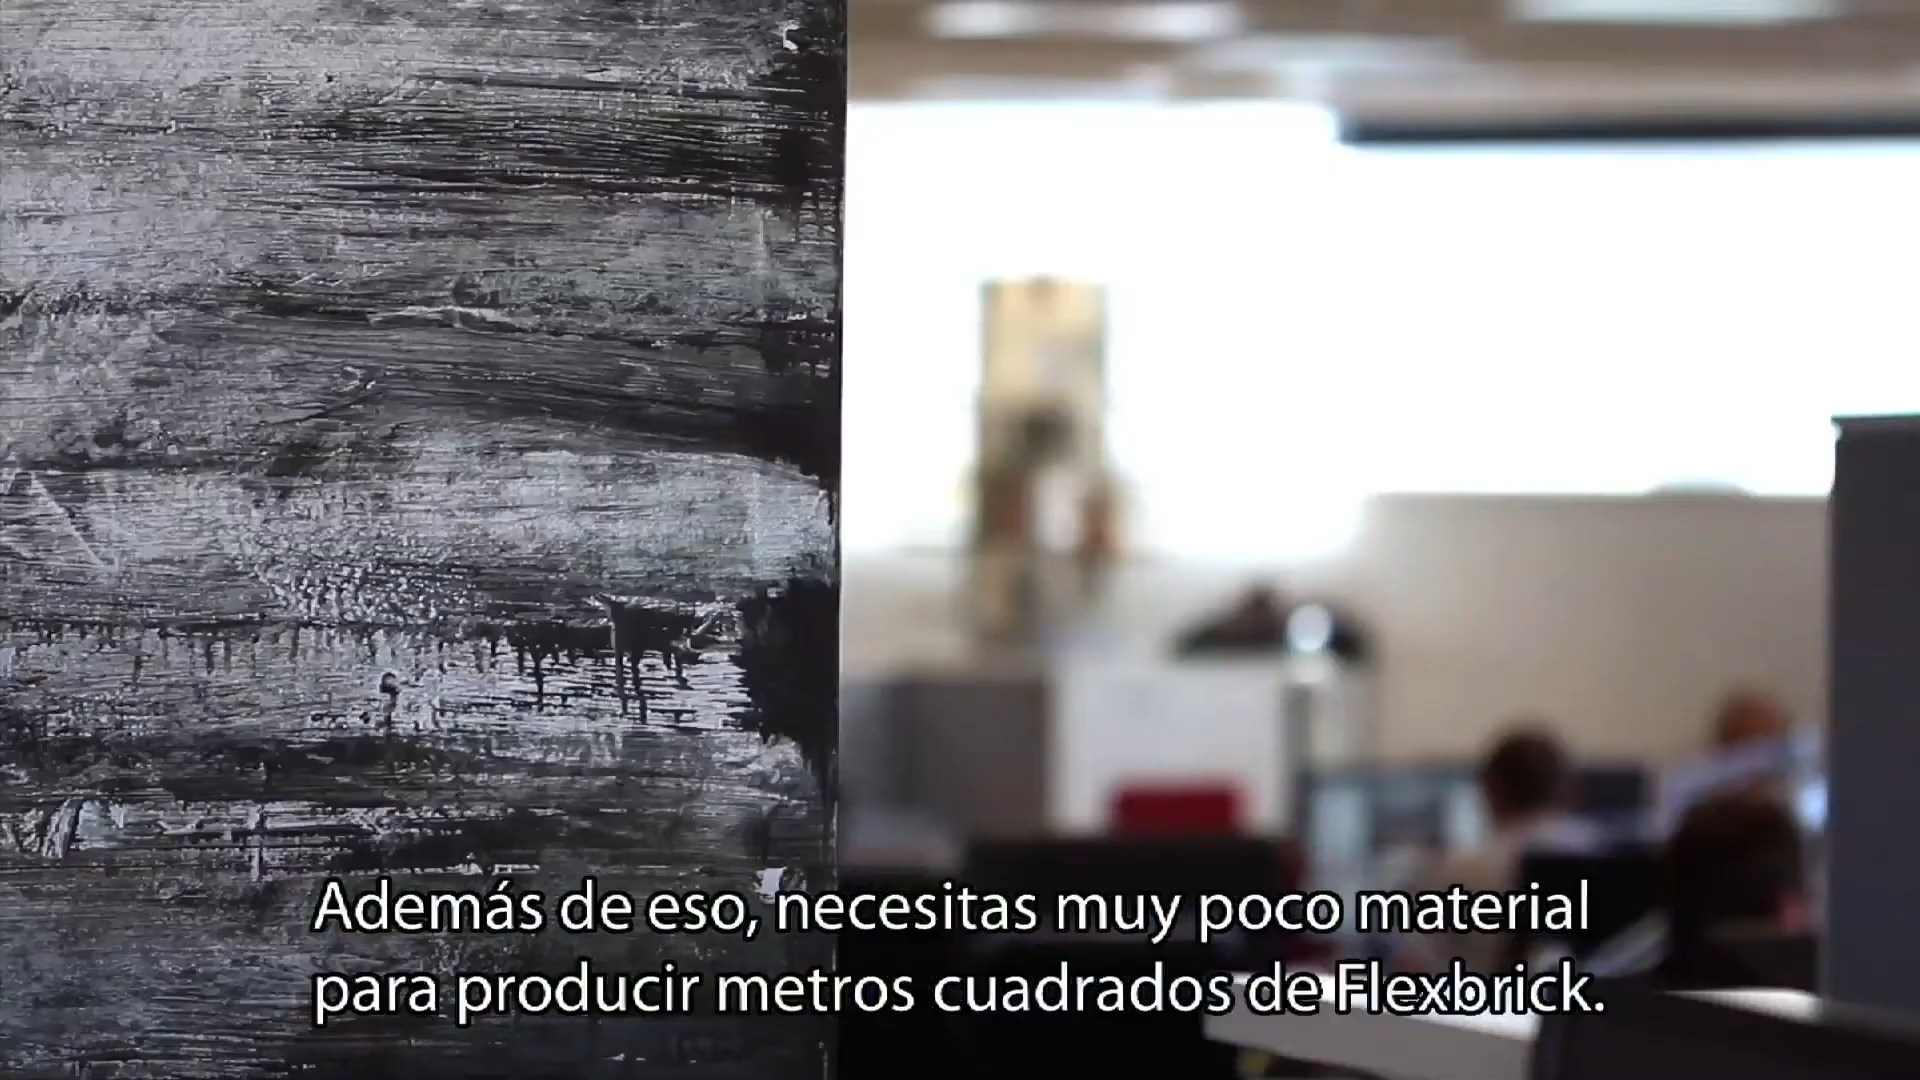 Además de eso, necesitas muy poco material
para producir metros cuadrados de Flexbrick.